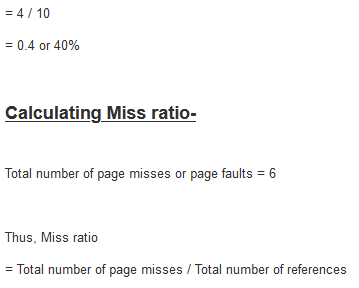 = 4 / 10
= 0.4 or 40%
Calculating Miss ratio-
Total number of page misses or page faults = 6
Thus, Miss ratio
= Total number of page misses / Total number of references